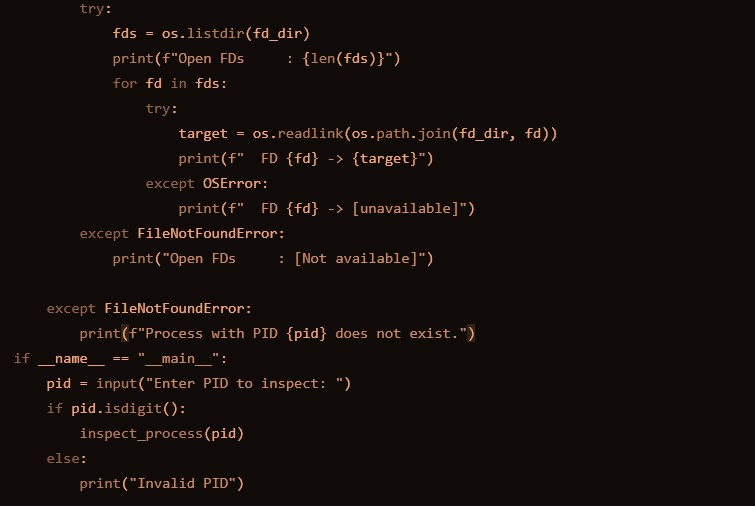 try:
            fds = os.listdir(fd_dir)
            print(f"Open FDs     : {len(fds)}")
            for fd in fds:
                try:
                    target = os.readlink(os.path.join(fd_dir, fd))
                    print(f"  FD {fd} -> {target}")
                except OSError:
                    print(f"  FD {fd} -> [unavailable]")
        except FileNotFoundError:
            print("Open FDs     : [Not available]")

    except FileNotFoundError:
        print(f"Process with PID {pid} does not exist.")
if __name__ == "__main__":
    pid = input("Enter PID to inspect: ")
    if pid.isdigit():
        inspect_process(pid)
    else:
        print("Invalid PID")